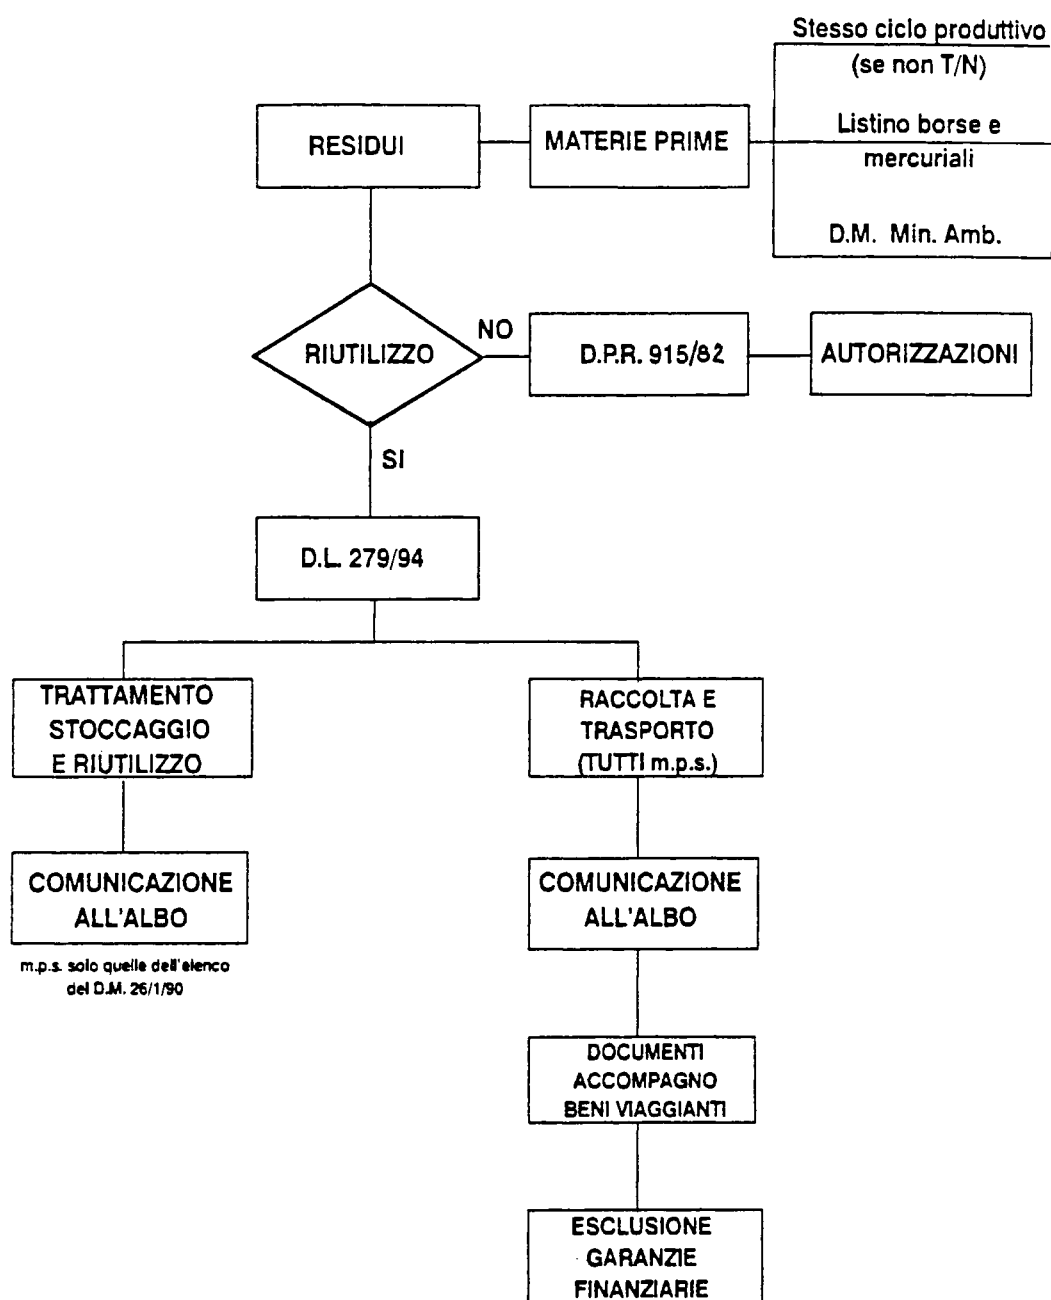 Stesso ciclo produttivo
(se non T/N)
Listino borse e
mercuriali
D.M. Min. Amb.
RESIDUI
MATERIE PRIME
RIUTILIZZO
NO
D.P.R. 915/82
AUTORIZZAZIONI
SI
D.L. 279/94
TRATTAMENTO
STOCCAGGIO
E RIUTILIZZO
RACCOLTA E
TRASPORTO
(TUTTI m.p.s.)
COMUNICAZIONE
ALL'ALBO
m.p.s. solo quelle dell'elenco
del D.M. 26/1/90
COMUNICAZIONE
ALL'ALBO
DOCUMENTI
ACCOMPAGNO
BENI VIAGGIANTI
ESCLUSIONE
GARANZIE
FINANZIARIE